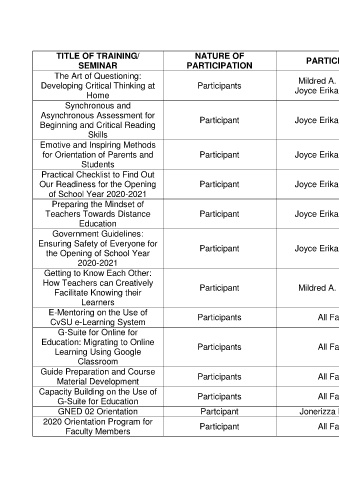 TITLE OF TRAINING/ NATURE OF
SEMINAR PARTICIPATION PARTICI
The Art of Questioning:
Developing Critical Thinking at
Home
Participants
Mildred A.
Joyce Erika
Synchronous and
Asynchronous Assessment for
Beginning and Critical Reading
Skills
Participant
Joyce Erika
Emotive and Inspiring Methods
for Orientation of Parents and
Students
Participant
Joyce Erika
Practical Checklist to Find Out
Our Readiness for the Opening
of School Year 2020-2021
Participant
Joyce Erika
Preparing the Mindset of
Teachers Towards Distance
Education
Participant
Joyce Erika
Government Guidelines:
Ensuring Safety of Everyone for
the Opening of School Year
2020-2021
Participant
Joyce Erika
Getting to Know Each Other:
How Teachers can Creatively
Facilitate Knowing their
Learners
Participant
Mildred A.
E-Mentoring on the Use of
CvSU e-Learning System
Participants
All Fa
G-Suite for Online for
Education: Migrating to Online
Learning Using Google
Classroom
Participants
All Fa
Guide Preparation and Course
Material Development
Participants
All Fa
Capacity Building on the Use of
G-Suite for Education
Participants
All Fa
GNED 02 Orientation
Partcipant
Jonerizza
2020 Orientation Program for
Faculty Members
Participant
All Fa